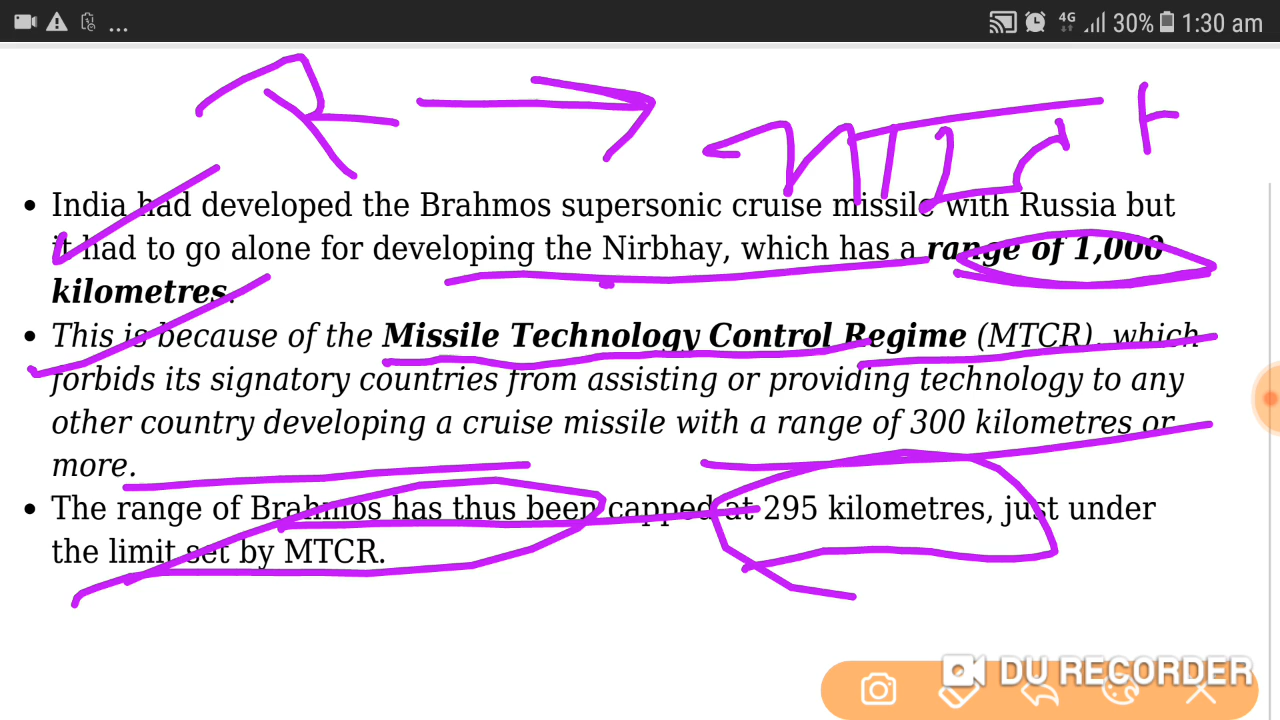 ...
4G
30%
1:30 am
R → MTCR
India had developed the Brahmos supersonic cruise missile with Russia but
it had to go alone for developing the Nirbhay, which has a range of 1,000
kilometres.
This is because of the Missile Technology Control Regime (MTCR), which
forbids its signatory countries from assisting or providing technology to any
other country developing a cruise missile with a range of 300 kilometres or
more.
The range of Brahmos has thus been capped at 295 kilometres, just under
the limit set by MTCR.
DU RECORDER